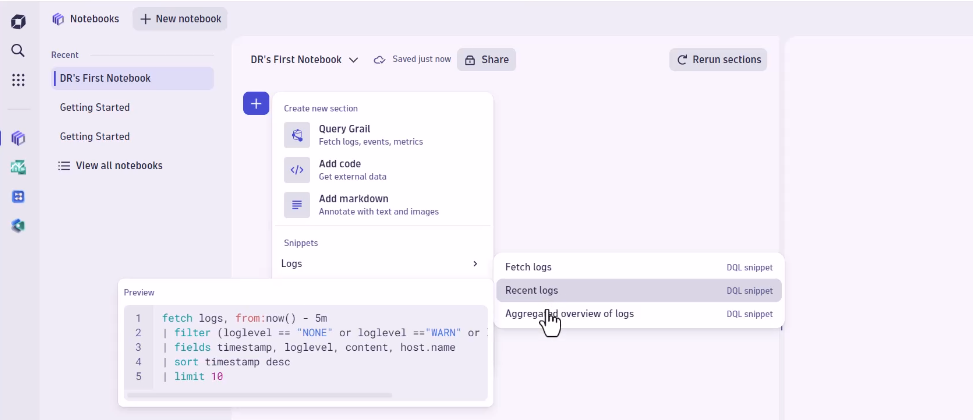 Notebooks
New notebook
Recent
DR's First Notebook
Getting Started
Getting Started
View all notebooks
DR's First Notebook
Saved just now
Share
Rerun sections
Create new section
Query Grail
Fetch logs, events, metrics
Add code
Get external data
Add markdown
Annotate with text and images
Snippets
Logs
Fetch logs DQL snippet
Recent logs DQL snippet
Aggregated overview of logs DQL snippet
Preview
1 fetch logs, from:now() - 5m
2 | filter (loglevel == "NONE" or loglevel =="WARN" or
3 | fields timestamp, loglevel, content, host.name
4 | sort timestamp desc
5 | limit 10